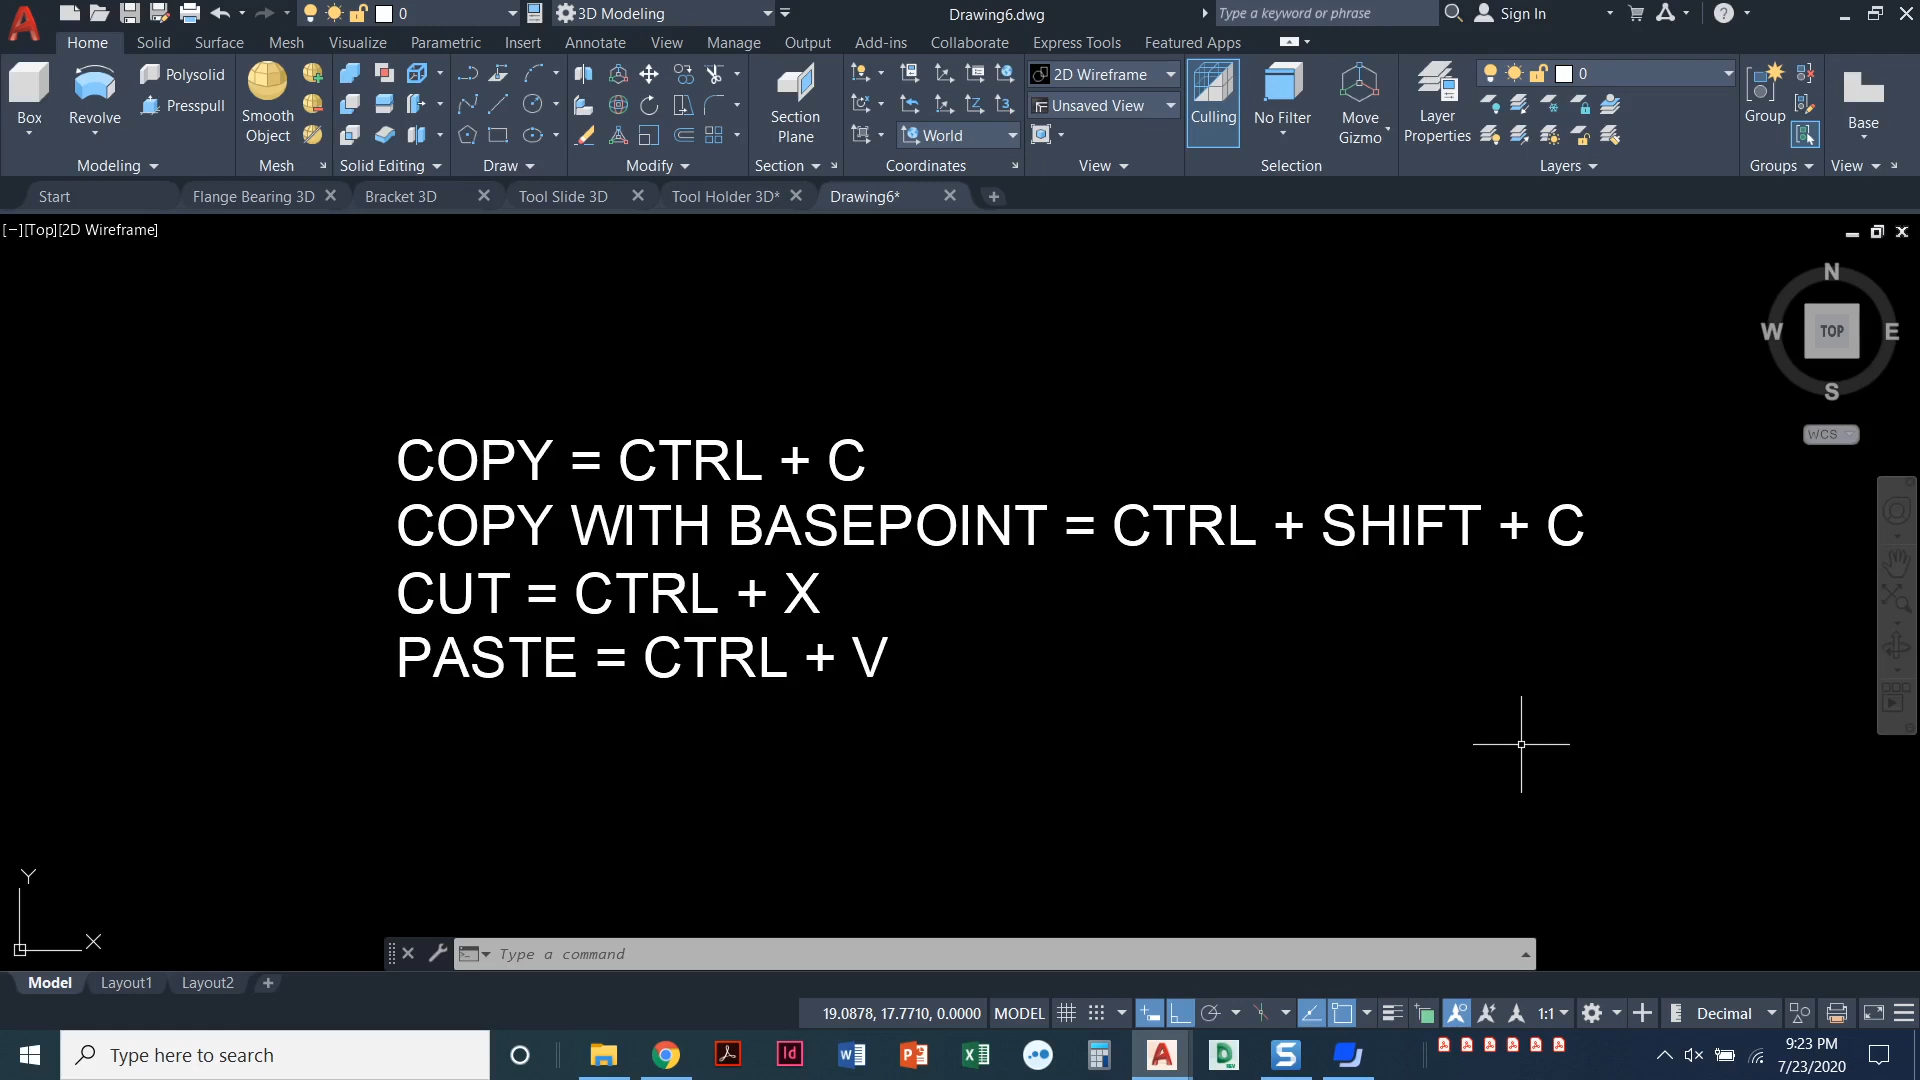 0
3D Modeling
Drawing6.dwg
Type a keyword or phrase
Sign In
Home Solid Surface Mesh Visualize Parametric Insert Annotate View Manage Output Add-ins Collaborate Express Tools Featured Apps
Box
Revolve
Polysolid
Presspull
Modeling
Smooth
Object
Mesh
Solid Editing
Draw
Modify
Section
Plane
Section
World
Coordinates
2D Wireframe
Unsaved View
View
Culling
No Filter
Move
Gizmo
Selection
Layer
Properties
0
Layers
Group
Groups
Base
View
Start Flange Bearing 3D Bracket 3D Tool Slide 3D Tool Holder 3D* Drawing6*
[−][Top][2D Wireframe]
N
W TOP E
S
WCS
COPY = CTRL + C
COPY WITH BASEPOINT = CTRL + SHIFT + C
CUT = CTRL + X
PASTE = CTRL + V
Y
X
Type a command
Model Layout1 Layout2
19.0878, 17.7710, 0.0000 MODEL 1:1 Decimal
Type here to search
9:23 PM
7/23/2020